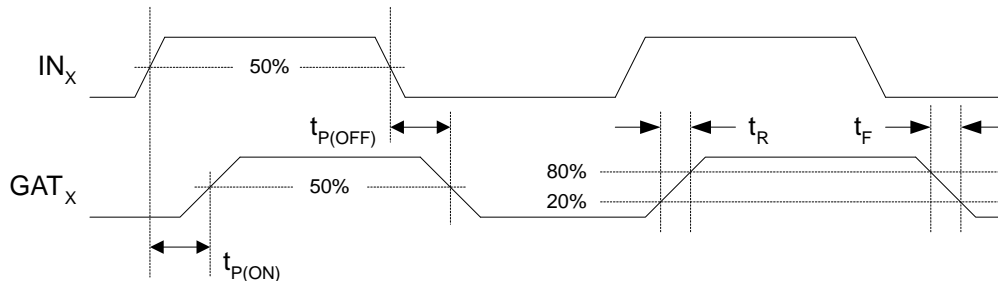 IN_X
50%
t_P(OFF)
t_R
t_F
GAT_X
50%
80%
20%
t_P(ON)